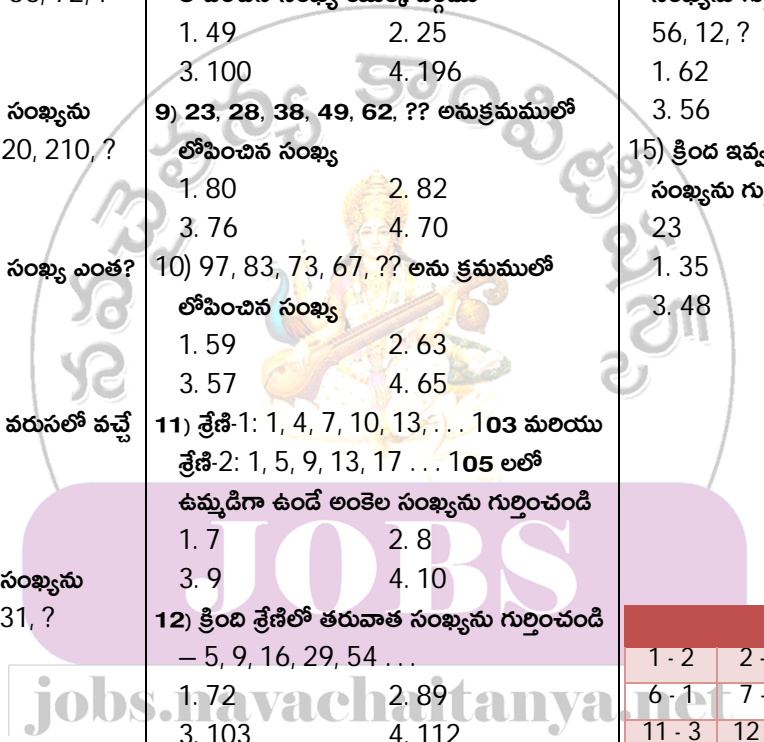 సంఖ్యను
20, 210, ?
సంఖ్య ఎంత?
వరుసలో వచ్చే
సంఖ్యను
31, ?
1. 49 2. 25
3. 100 4. 196
9) 23, 28, 38, 49, 62, ?? అనుక్రమములో
లోపించిన సంఖ్య
1. 80 2. 82
3. 76 4. 70
10) 97, 83, 73, 67, ?? అను క్రమములో
లోపించిన సంఖ్య
1. 59 2. 63
3. 57 4. 65
11) శ్రేణి-1: 1, 4, 7, 10, 13, . . . 103 మరియు
శ్రేణి-2: 1, 5, 9, 13, 17 . . . 105 లలో
ఉమ్మడిగా ఉండే అంకెల సంఖ్యను గుర్తించండి
1. 7 2. 8
3. 9 4. 10
12) క్రింది శ్రేణిలో తరువాత సంఖ్యను గుర్తించండి
– 5, 9, 16, 29, 54 . . .
1. 72 2. 89
3. 103 4. 112
56, 12, ?
1. 62
3. 56
15) క్రింద ఇవ్వ
సంఖ్యను గు
23
1. 35
3. 48
1 - 2 2 -
6 - 1 7 -
11 - 3 12
JOBS
jobs.navachaitanya.net